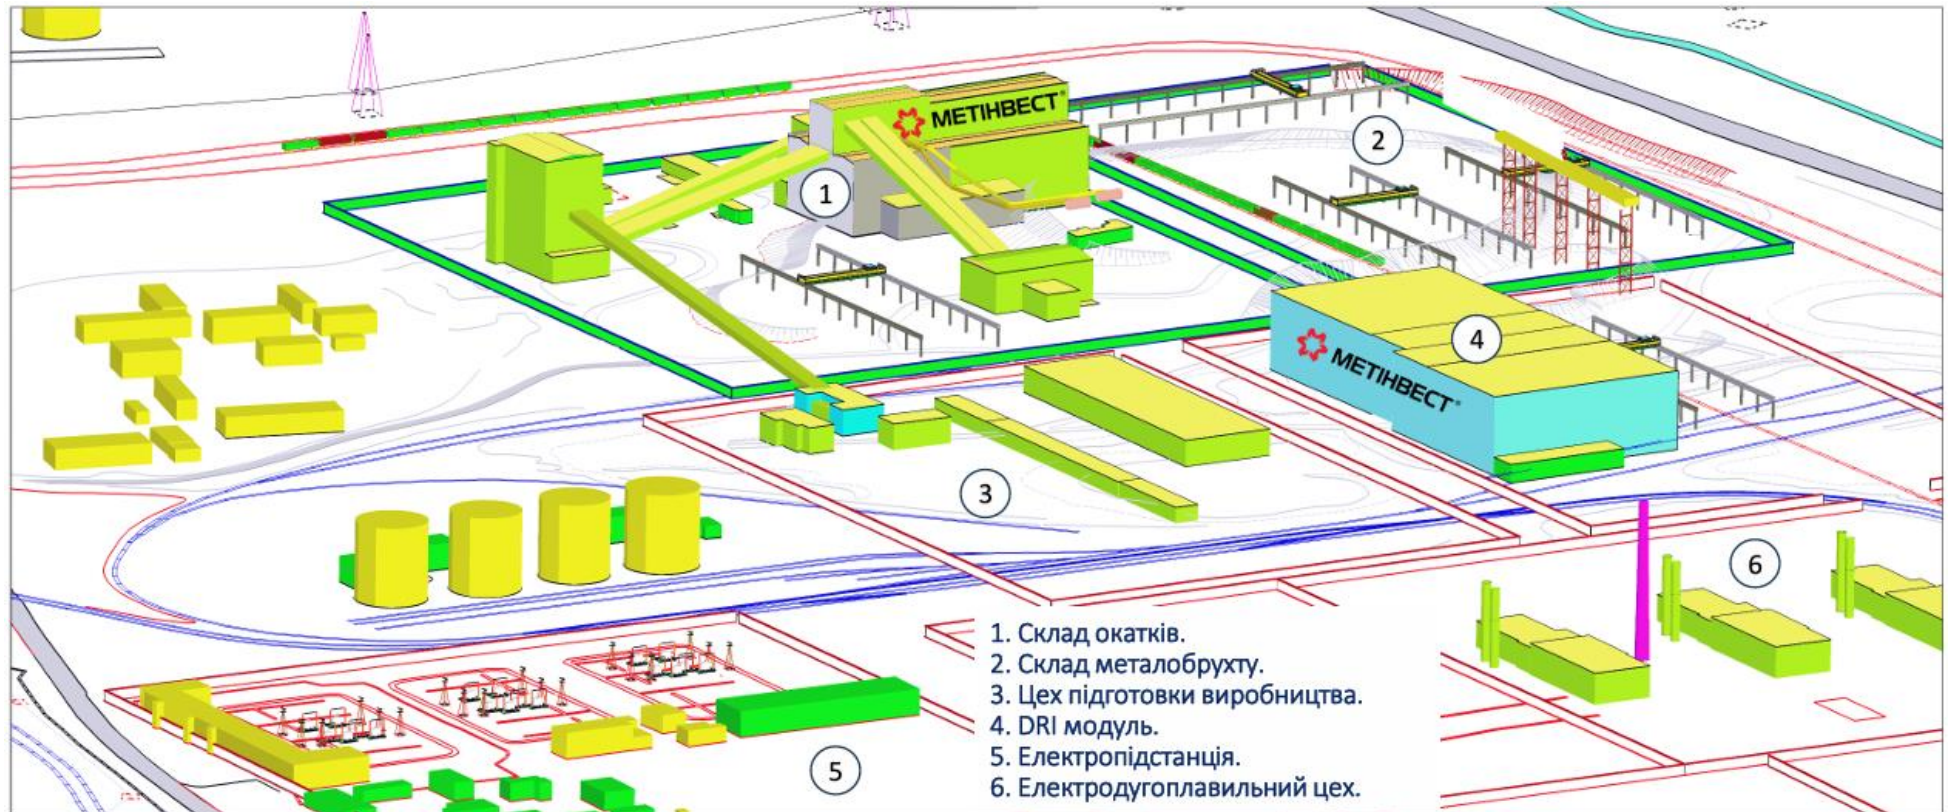 МЕТІНВЕСТ®
2
1
4
МЕТІНВЕСТ®
3
6
5
1. Склад окатків.
2. Склад металобрухту.
3. Цех підготовки виробництва.
4. DRI модуль.
5. Електропідстанція.
6. Електродугоплавильний цех.